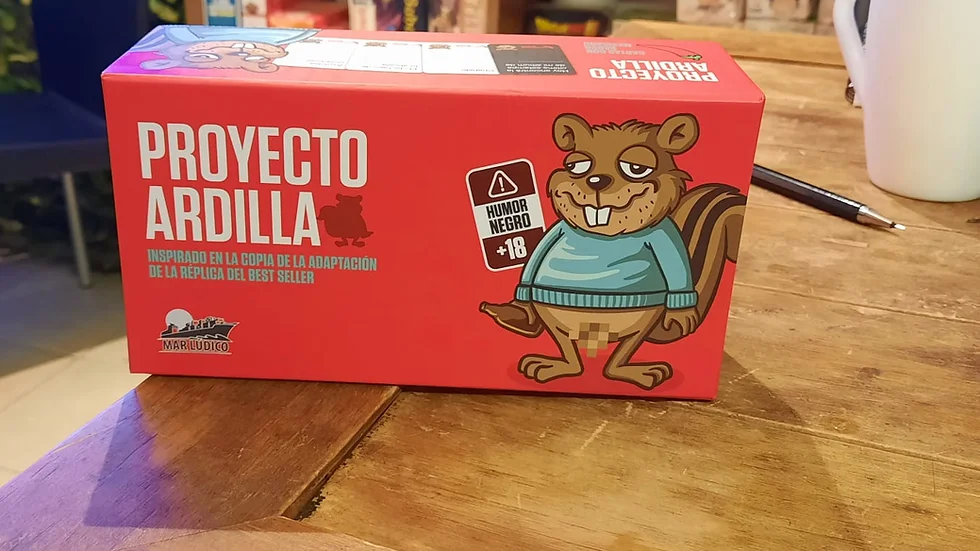 PROYECTO
ARDILLA
PROYECTO
ARDILLA
INSPIRADO EN LA COPIA DE LA ADAPTACIÓN
DE LA RÉPLICA DEL BEST SELLER
HUMOR
NEGRO
+18
MAR LÚDICO